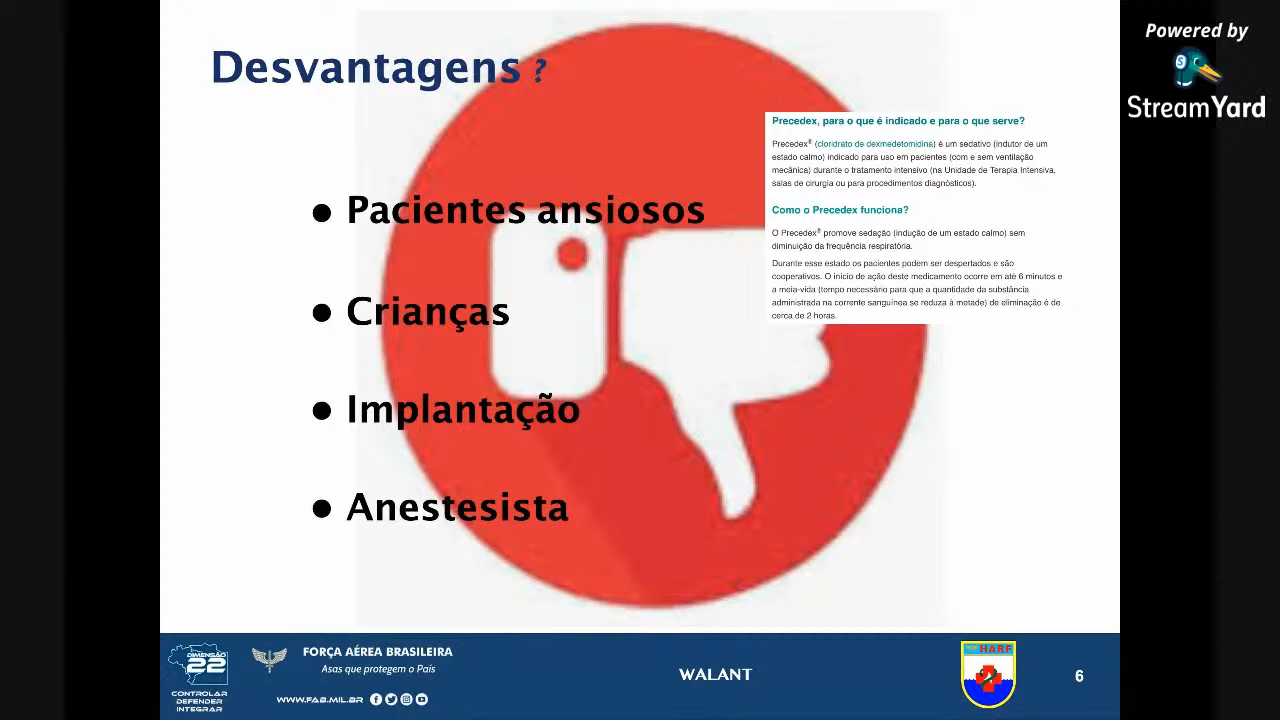 Powered by
StreamYard
Desvantagens ?
• Pacientes ansiosos
• Crianças
• Implantação
• Anestesista
Precedex, para o que é indicado e para o que serve?
Precedex® (cloridrato de dexmedetomidina) é um sedativo (indutor de um
estado calmo) indicado para uso em pacientes (com e sem ventilação
mecânica) durante o tratamento intensivo (na Unidade de Terapia Intensiva,
salas de cirurgia ou para procedimentos diagnósticos).
Como o Precedex funciona?
O Precedex® promove sedação (indução de um estado calmo) sem
diminuição da frequência respiratória.
Durante esse estado os pacientes podem ser despertados e são
cooperativos. O início de ação deste medicamento ocorre em até 6 minutos e
a meia-vida (tempo necessário para que a quantidade da substância
administrada na corrente sanguínea se reduza à metade) de eliminação é de
cerca de 2 horas.
DIMENSÃO
22
CONTROLAR
DEFENDER
INTEGRAR
FORÇA AÉREA BRASILEIRA
Asas que protegem o País
WWW.FAB.MIL.BR
WALANT
HARF
6